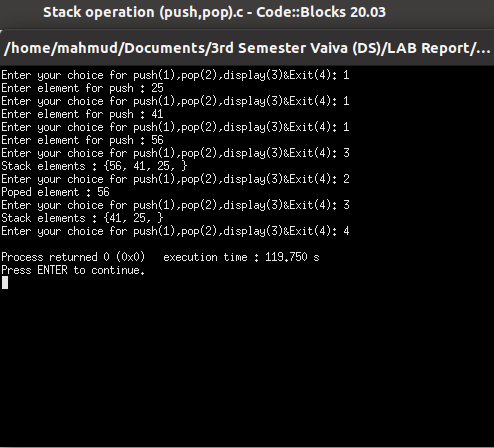 Stack operation (push,pop).c - Code::Blocks 20.03
/home/mahmud/Documents/3rd Semester Vaiva (DS)/LAB Report/...
Enter your choice for push(1),pop(2),display(3)&Exit(4): 1
Enter element for push : 25
Enter your choice for push(1),pop(2),display(3)&Exit(4): 1
Enter element for push : 41
Enter your choice for push(1),pop(2),display(3)&Exit(4): 1
Enter element for push : 56
Enter your choice for push(1),pop(2),display(3)&Exit(4): 3
Stack elements : {56, 41, 25, }
Enter your choice for push(1),pop(2),display(3)&Exit(4): 2
Poped element : 56
Enter your choice for push(1),pop(2),display(3)&Exit(4): 3
Stack elements : {41, 25, }
Enter your choice for push(1),pop(2),display(3)&Exit(4): 4
Process returned 0 (0x0)   execution time : 119.750 s
Press ENTER to continue.